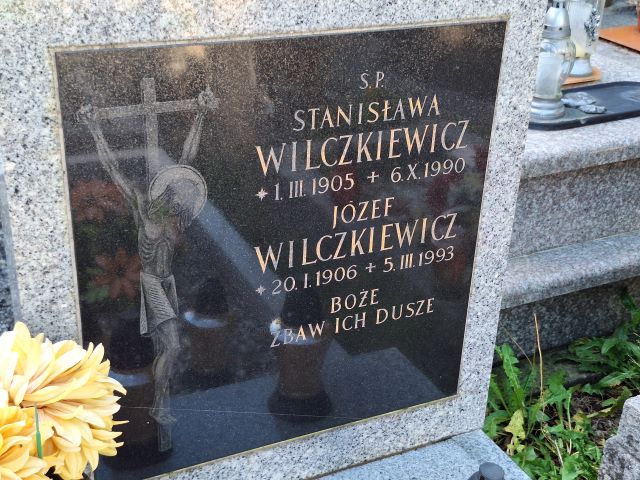 S.P.
STANISŁAWA
WILCZKIEWICZ
* 1. III. 1905 + 6. X. 1990
JÓZEF
WILCZKIEWICZ
* 20. I. 1906 + 5. III. 1993
BOŻE
ZBAW ICH DUSZE